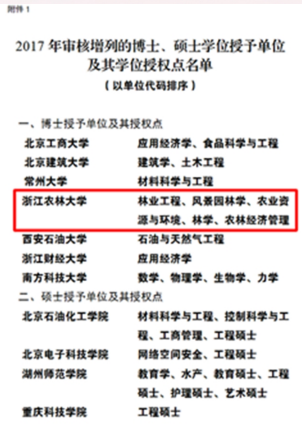 附件 1
2017 年审核增列的博士、硕士学位授予单位
及其学位授权点名单
（以单位代码排序）
一、博士授予单位及其授权点
北京工商大学 应用经济学、食品科学与工程
北京建筑大学 建筑学、土木工程
常州大学 材料科学与工程
浙江农林大学 林业工程、风景园林学、农业资
源与环境、林学、农林经济管理
西安石油大学 石油与天然气工程
浙江财经大学 应用经济学
南方科技大学 数学、物理学、生物学、力学
二、硕士授予单位及其授权点
北京石油化工学院 材料科学与工程、控制科学与工
程、工商管理、工程硕士
北京电子科技学院 网络空间安全、工程硕士
湖州师范学院 教育学、水产、教育硕士、工程
硕士、护理硕士、艺术硕士
重庆科技学院 工程硕士